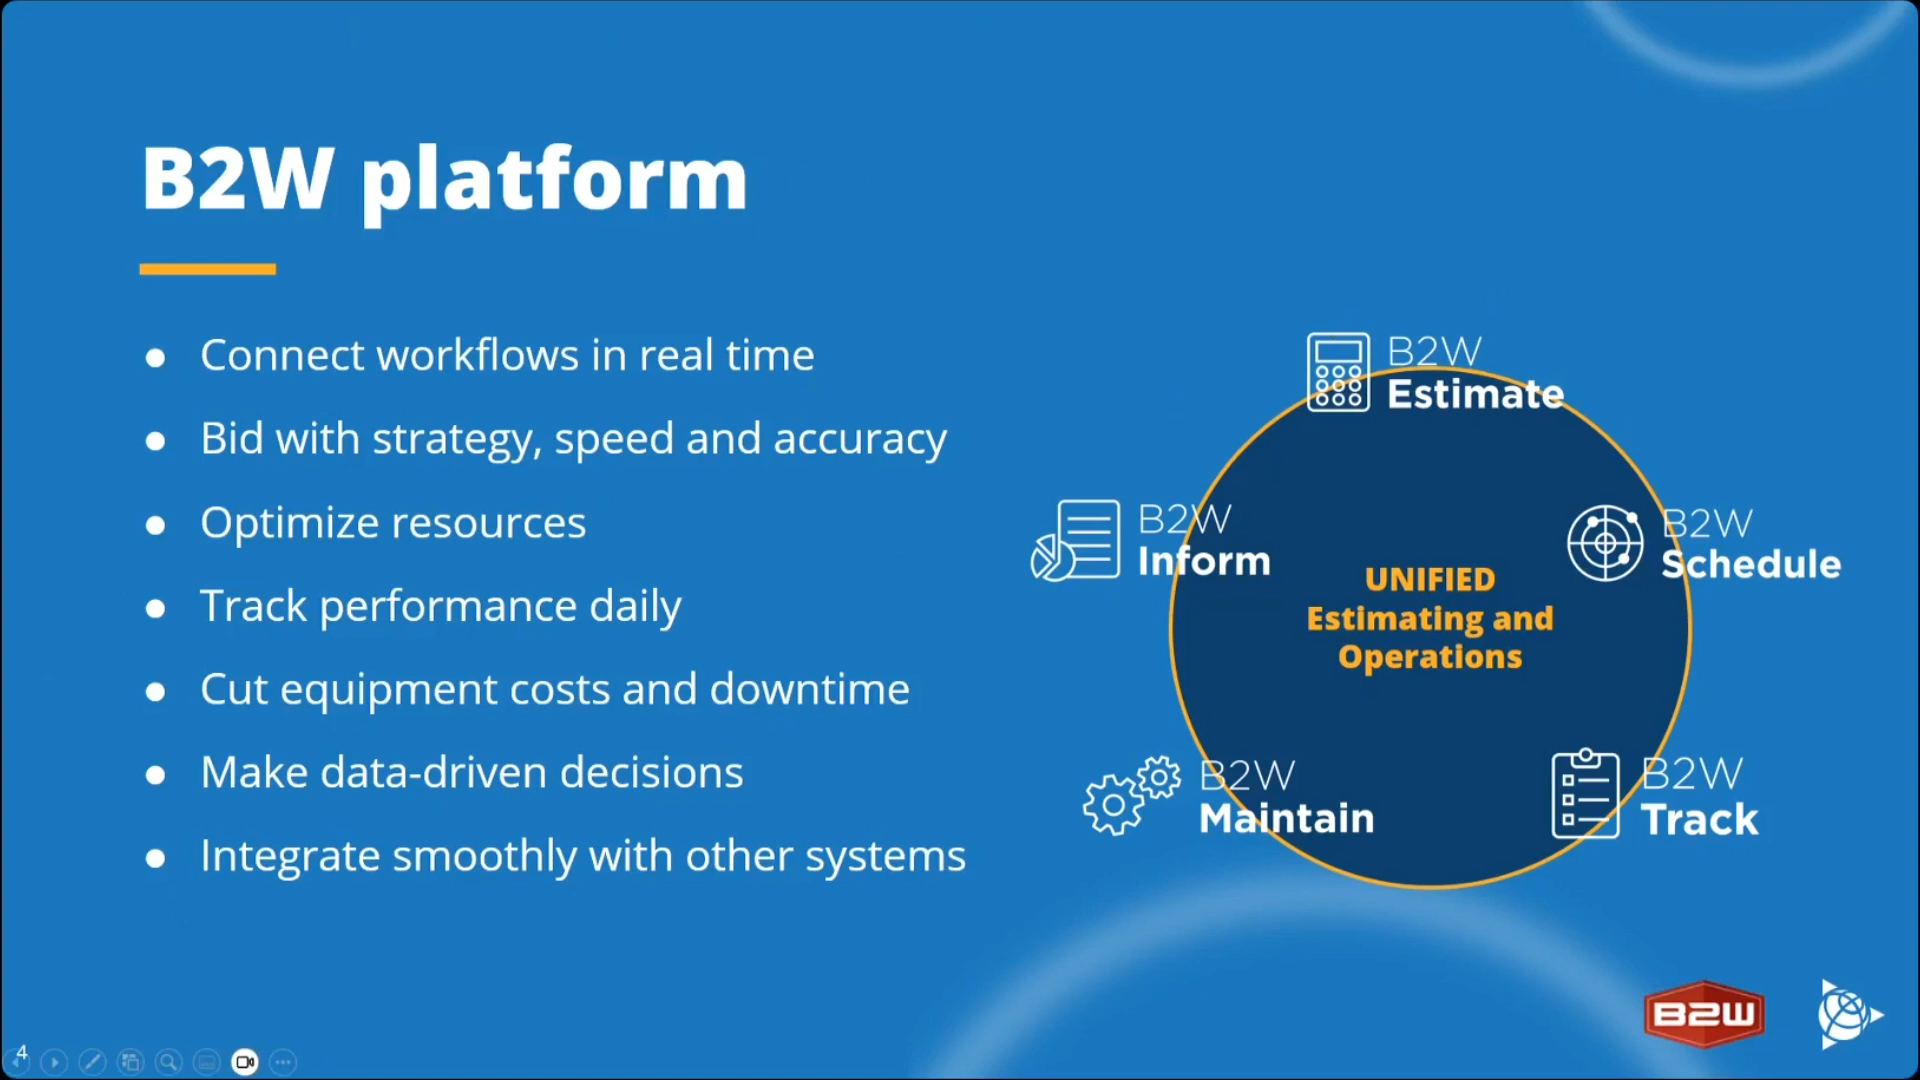 B2W platform
● Connect workflows in real time
● Bid with strategy, speed and accuracy
● Optimize resources
● Track performance daily
● Cut equipment costs and downtime
● Make data-driven decisions
● Integrate smoothly with other systems
B2W
Estimate
B2W
Inform
B2W
Schedule
UNIFIED
Estimating and
Operations
B2W
Maintain
B2W
Track
B2W
4